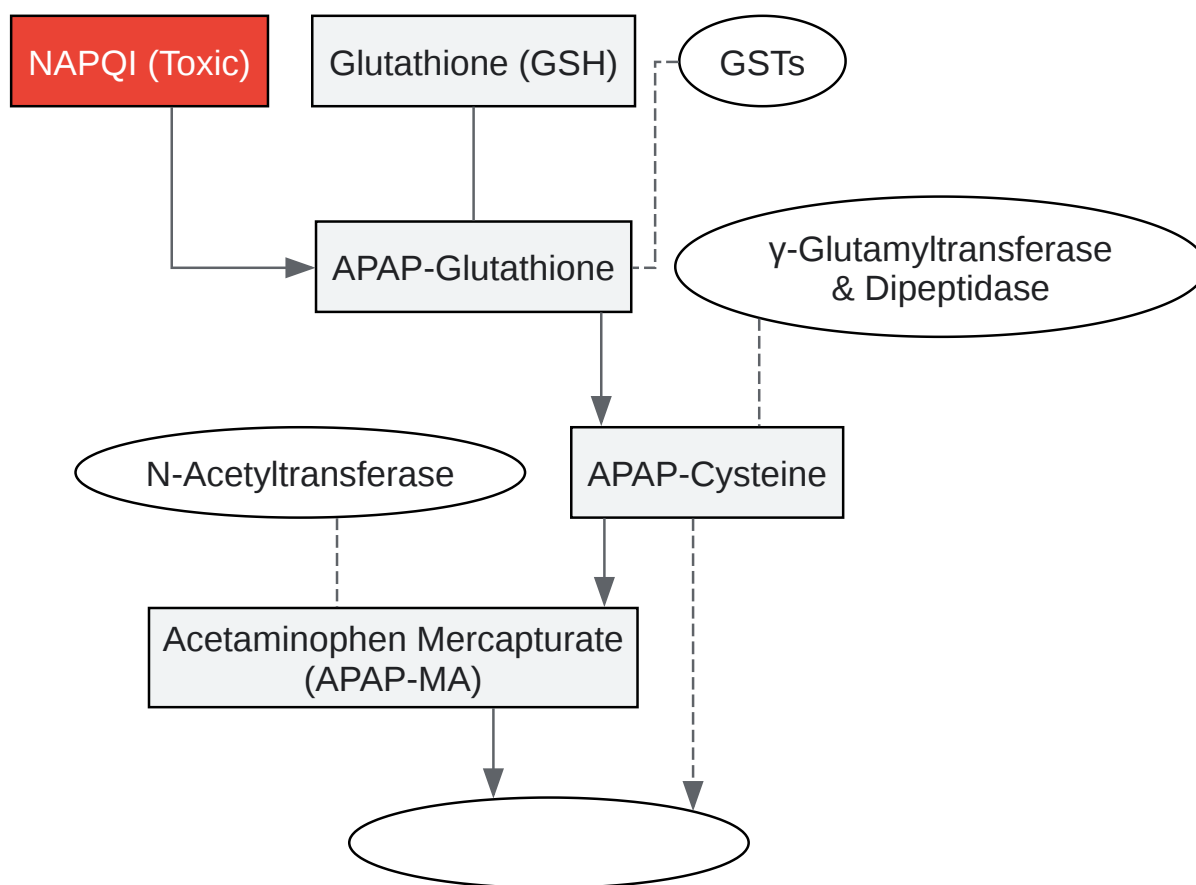 NAPQI (Toxic)
Glutathione (GSH)
GSTs
APAP-Glutathione
γ-Glutamyltransferase
& Dipeptidase
N-Acetyltransferase
APAP-Cysteine
Acetaminophen Mercapturate
(APAP-MA)